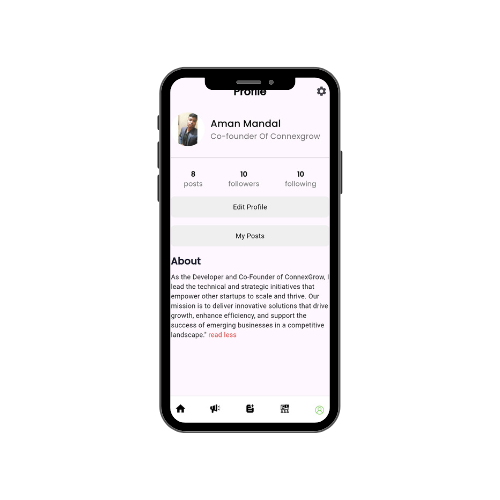 Profile
Aman Mandal
Co-founder Of Connexgrow
8 10 10
posts followers following
Edit Profile
My Posts
About
As the Developer and Co-Founder of ConnexGrow, I
lead the technical and strategic initiatives that
empower other startups to scale and thrive. Our
mission is to deliver innovative solutions that drive
growth, enhance efficiency, and support the
success of emerging businesses in a competitive
landscape." read less